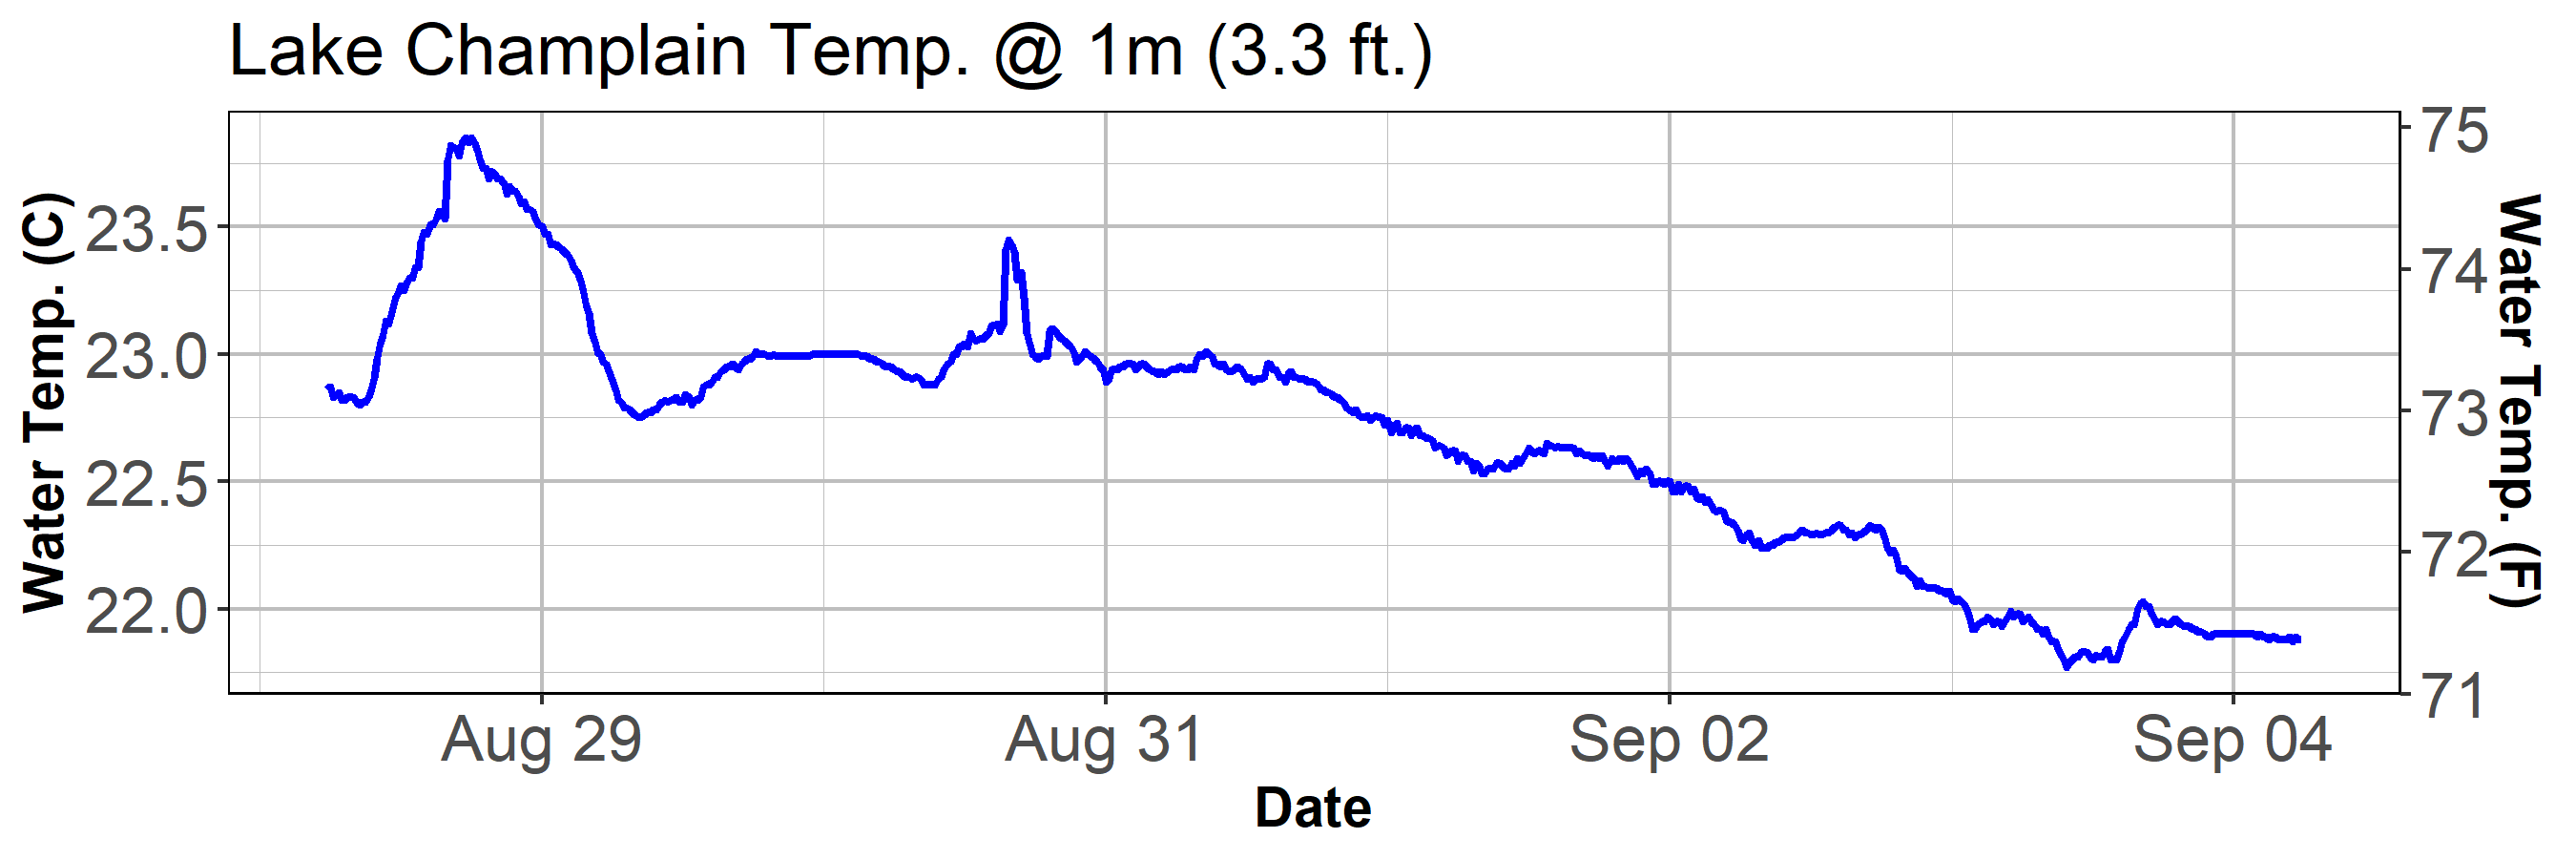 Lake Champlain Temp. @ 1m (3.3 ft.)
Water Temp. (C)
23.5
23.0
22.5
22.0
75
74
73
72
71
Water Temp. (F)
Aug 29 Aug 31 Sep 02 Sep 04
Date